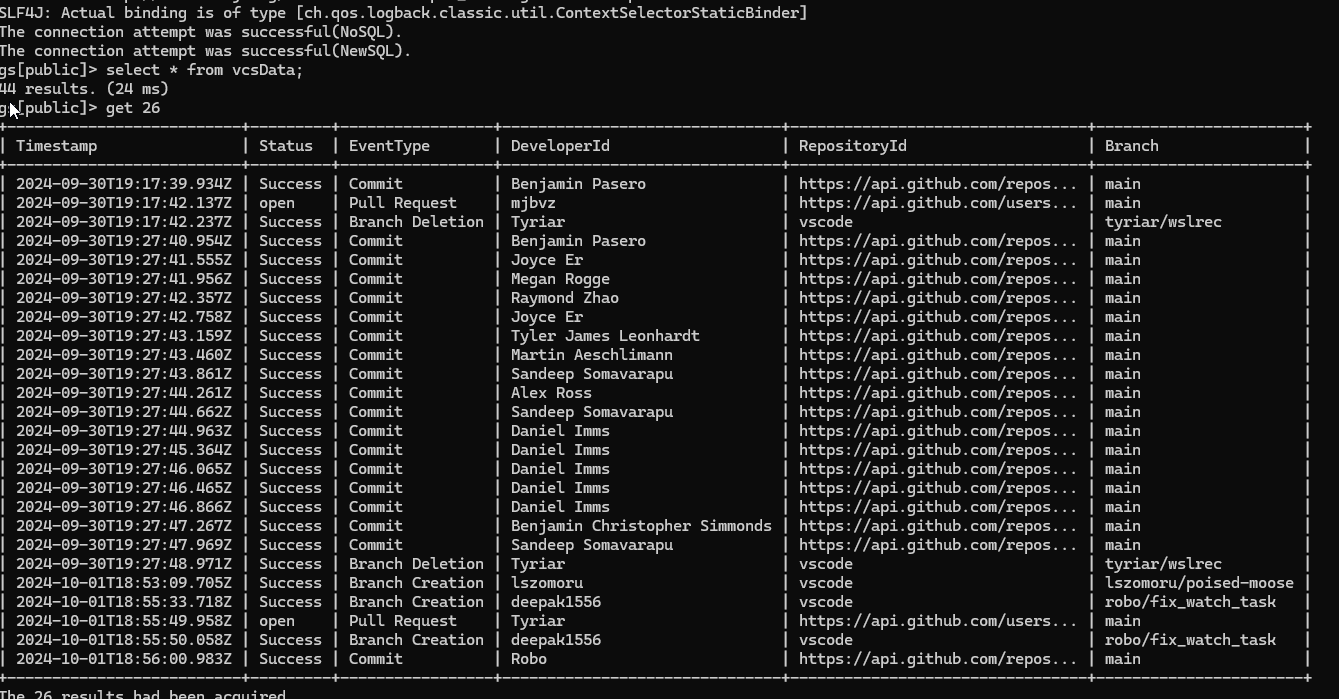 SLF4J: Actual binding is of type [ch.qos.logback.classic.util.ContextSelectorStaticBinder]
The connection attempt was successful(NoSQL).
The connection attempt was successful(NewSQL).
gs[public]> select * from vcsData;
44 results. (24 ms)
gs[public]> get 26
| Timestamp | Status | EventType | DeveloperId | RepositoryId | Branch |
| 2024-09-30T19:17:39.934Z | Success | Commit | Benjamin Pasero | https://api.github.com/repos... | main |
| 2024-09-30T19:17:42.137Z | open | Pull Request | mjbvz | https://api.github.com/users... | main |
| 2024-09-30T19:17:42.237Z | Success | Branch Deletion | Tyriar | vscode | tyriar/wslrec |
| 2024-09-30T19:27:40.954Z | Success | Commit | Benjamin Pasero | https://api.github.com/repos... | main |
| 2024-09-30T19:27:41.555Z | Success | Commit | Joyce Er | https://api.github.com/repos... | main |
| 2024-09-30T19:27:41.956Z | Success | Commit | Megan Rogge | https://api.github.com/repos... | main |
| 2024-09-30T19:27:42.357Z | Success | Commit | Raymond Zhao | https://api.github.com/repos... | main |
| 2024-09-30T19:27:42.758Z | Success | Commit | Joyce Er | https://api.github.com/repos... | main |
| 2024-09-30T19:27:43.159Z | Success | Commit | Tyler James Leonhardt | https://api.github.com/repos... | main |
| 2024-09-30T19:27:43.460Z | Success | Commit | Martin Aeschlimann | https://api.github.com/repos... | main |
| 2024-09-30T19:27:43.861Z | Success | Commit | Sandeep Somavarapu | https://api.github.com/repos... | main |
| 2024-09-30T19:27:44.261Z | Success | Commit | Alex Ross | https://api.github.com/repos... | main |
| 2024-09-30T19:27:44.662Z | Success | Commit | Sandeep Somavarapu | https://api.github.com/repos... | main |
| 2024-09-30T19:27:44.963Z | Success | Commit | Daniel Imms | https://api.github.com/repos... | main |
| 2024-09-30T19:27:45.364Z | Success | Commit | Daniel Imms | https://api.github.com/repos... | main |
| 2024-09-30T19:27:46.065Z | Success | Commit | Daniel Imms | https://api.github.com/repos... | main |
| 2024-09-30T19:27:46.465Z | Success | Commit | Daniel Imms | https://api.github.com/repos... | main |
| 2024-09-30T19:27:46.866Z | Success | Commit | Daniel Imms | https://api.github.com/repos... | main |
| 2024-09-30T19:27:47.267Z | Success | Commit | Benjamin Christopher Simmonds | https://api.github.com/repos... | main |
| 2024-09-30T19:27:47.969Z | Success | Commit | Sandeep Somavarapu | https://api.github.com/repos... | main |
| 2024-09-30T19:27:48.971Z | Success | Branch Deletion | Tyriar | vscode | tyriar/wslrec |
| 2024-10-01T18:53:09.705Z | Success | Branch Creation | lszomoru | vscode | lszomoru/poised-moose |
| 2024-10-01T18:55:33.718Z | Success | Branch Creation | deepak1556 | vscode | robo/fix_watch_task |
| 2024-10-01T18:55:49.958Z | open | Pull Request | Tyriar | https://api.github.com/users... | main |
| 2024-10-01T18:55:50.058Z | Success | Branch Creation | deepak1556 | vscode | robo/fix_watch_task |
| 2024-10-01T18:56:00.983Z | Success | Commit | Robo | https://api.github.com/repos... | main |
The 26 results had been acquired